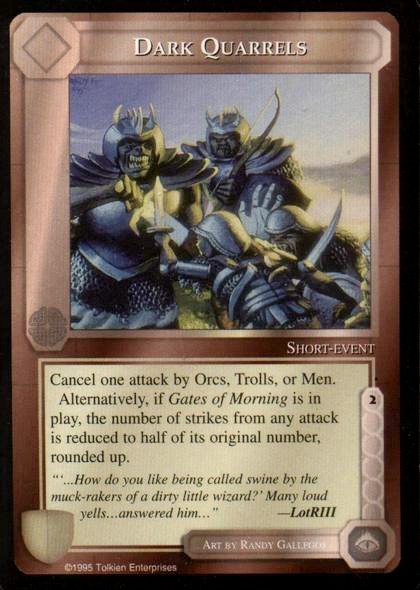 DARK QUARRELS
SHORT-EVENT
Cancel one attack by Orcs, Trolls, or Men.
Alternatively, if Gates of Morning is in
play, the number of strikes from any attack
is reduced to half of its original number,
rounded up.
2
“‘...How do you like being called swine by the
muck-rakers of a dirty little wizard?’ Many loud
yells…answered him…” —LotRIII
ART BY RANDY GALLEGOS
©1995 Tolkien Enterprises